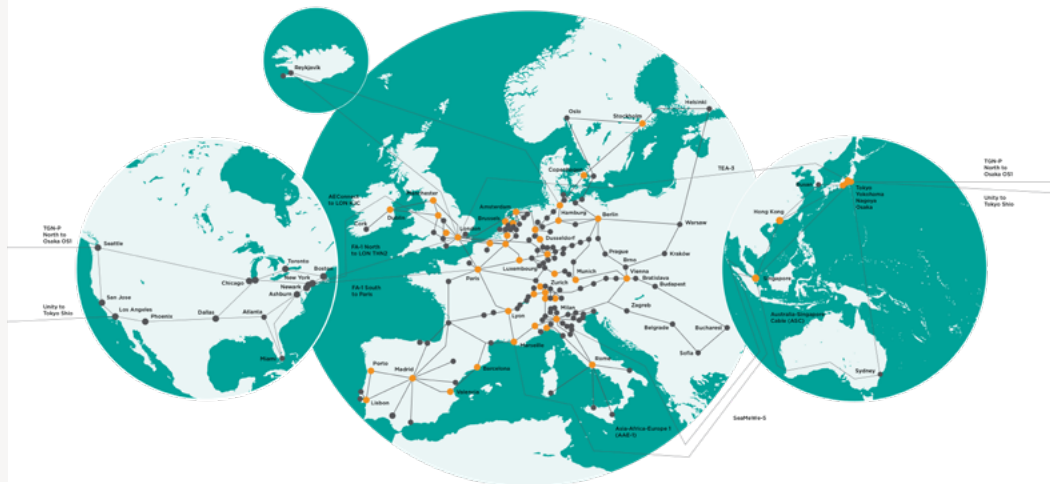 Reykjavik
TGN-P
North to
Osaka OS1
Seattle
San Jose
Los Angeles
Phoenix
Unity to
Tokyo Shio
Dallas
Atlanta
Chicago
Toronto
Boston
New York
Newark
Ashburn
Miami
AEConnect
to LON
FA-1 North
to LON THN2
FA-1 South
to Paris
Manchester
Dublin
Cork
London
Amsterdam
Brussels
Oslo
Stockholm
Helsinki
Copenhagen
Hamburg
Berlin
Dusseldorf
Warsaw
Kraków
Prague
Brno
Vienna
Bratislava
Budapest
Luxembourg
Paris
Munich
Zurich
Milan
Lyon
Marseille
Zagreb
Belgrade
Bucharest
Sofia
Rome
Porto
Madrid
Lisbon
Barcelona
Valencia
Asia-Africa-Europe 1
(AAE-1)
TEA-3
SeaMeWe-5
Hong Kong
Singapore
Australia-Singapore
Cable (ASC)
Sydney
Tokyo
Yokohama
Nagoya
Osaka
TGN-P
North to
Osaka OS1
Unity to
Tokyo Shio